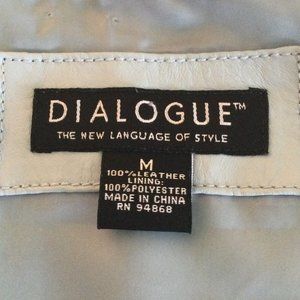 DIALOGUE™
THE NEW LANGUAGE OF STYLE
M
100% LEATHER
LINING:
100% POLYESTER
MADE IN CHINA
RN 94868